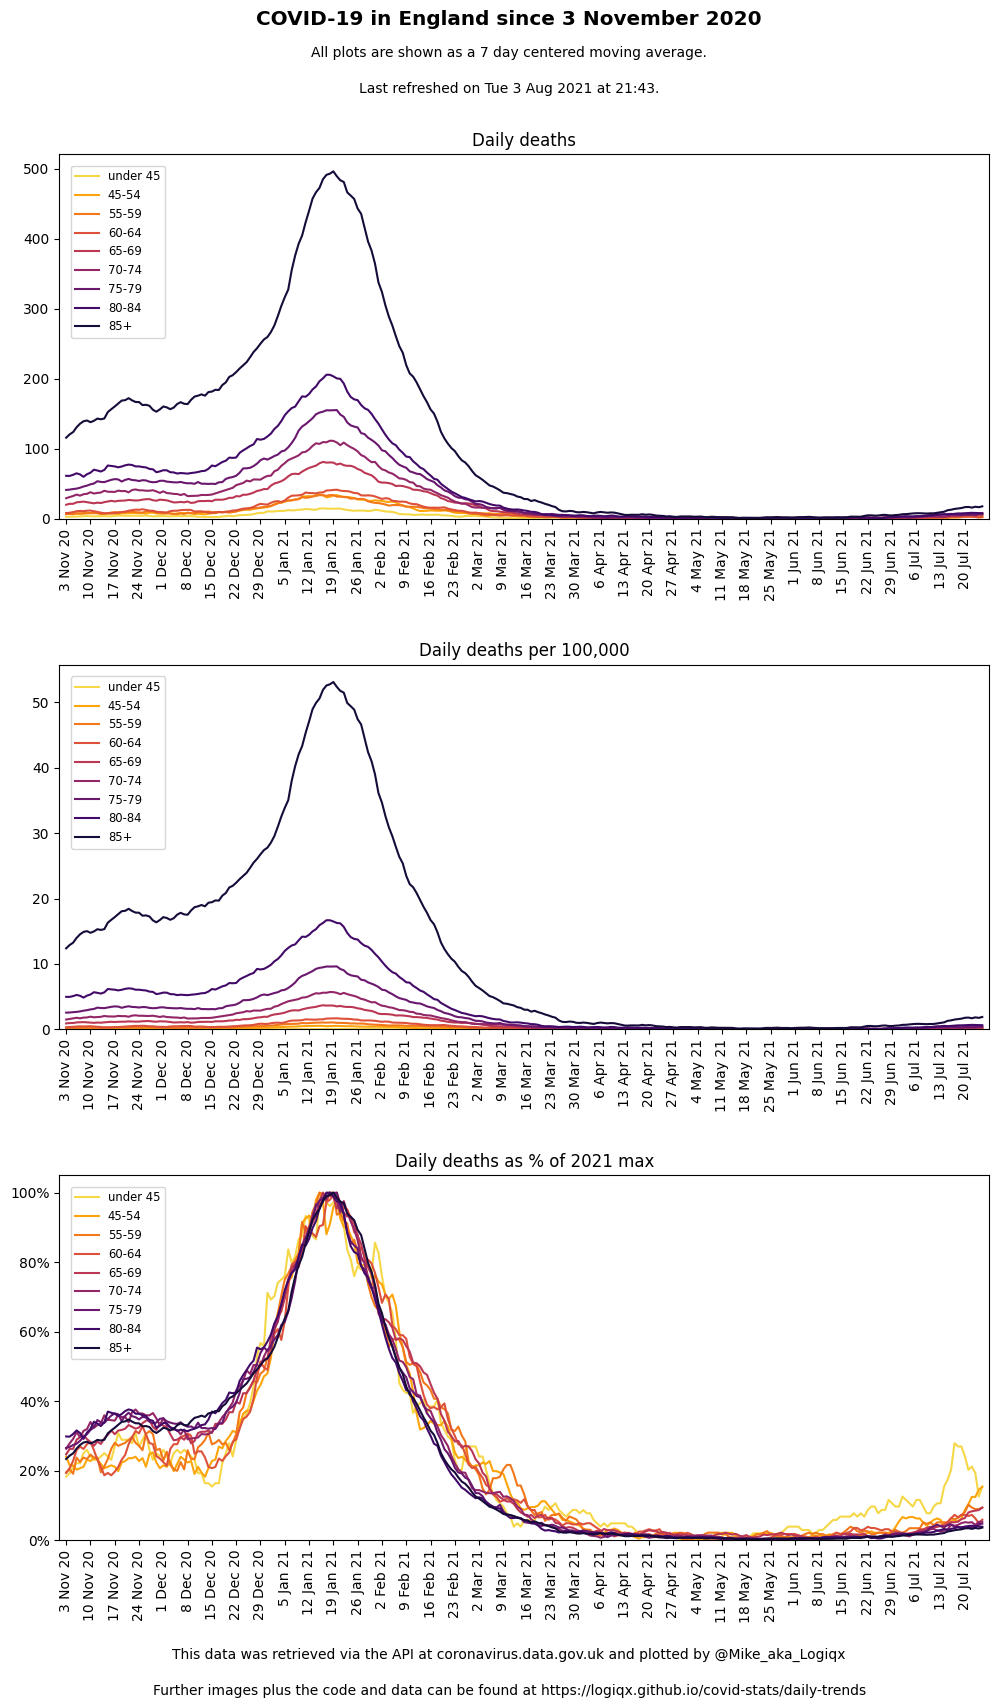 COVID-19 in England since 3 November 2020
All plots are shown as a 7 day centered moving average.
Last refreshed on Tue 3 Aug 2021 at 21:43.
Daily deaths
500
400
300
200
100
0
under 45
45-54
55-59
60-64
65-69
70-74
75-79
80-84
85+
3 Nov 20
10 Nov 20
17 Nov 20
24 Nov 20
1 Dec 20
8 Dec 20
15 Dec 20
22 Dec 20
29 Dec 20
5 Jan 21
12 Jan 21
19 Jan 21
26 Jan 21
2 Feb 21
9 Feb 21
16 Feb 21
23 Feb 21
2 Mar 21
9 Mar 21
16 Mar 21
23 Mar 21
30 Mar 21
6 Apr 21
13 Apr 21
20 Apr 21
27 Apr 21
4 May 21
11 May 21
18 May 21
25 May 21
1 Jun 21
8 Jun 21
15 Jun 21
22 Jun 21
29 Jun 21
6 Jul 21
13 Jul 21
20 Jul 21
Daily deaths per 100,000
50
40
30
20
10
0
under 45
45-54
55-59
60-64
65-69
70-74
75-79
80-84
85+
3 Nov 20
10 Nov 20
17 Nov 20
24 Nov 20
1 Dec 20
8 Dec 20
15 Dec 20
22 Dec 20
29 Dec 20
5 Jan 21
12 Jan 21
19 Jan 21
26 Jan 21
2 Feb 21
9 Feb 21
16 Feb 21
23 Feb 21
2 Mar 21
9 Mar 21
16 Mar 21
23 Mar 21
30 Mar 21
6 Apr 21
13 Apr 21
20 Apr 21
27 Apr 21
4 May 21
11 May 21
18 May 21
25 May 21
1 Jun 21
8 Jun 21
15 Jun 21
22 Jun 21
29 Jun 21
6 Jul 21
13 Jul 21
20 Jul 21
Daily deaths as % of 2021 max
100%
80%
60%
40%
20%
0%
under 45
45-54
55-59
60-64
65-69
70-74
75-79
80-84
85+
3 Nov 20
10 Nov 20
17 Nov 20
24 Nov 20
1 Dec 20
8 Dec 20
15 Dec 20
22 Dec 20
29 Dec 20
5 Jan 21
12 Jan 21
19 Jan 21
26 Jan 21
2 Feb 21
9 Feb 21
16 Feb 21
23 Feb 21
2 Mar 21
9 Mar 21
16 Mar 21
23 Mar 21
30 Mar 21
6 Apr 21
13 Apr 21
20 Apr 21
27 Apr 21
4 May 21
11 May 21
18 May 21
25 May 21
1 Jun 21
8 Jun 21
15 Jun 21
22 Jun 21
29 Jun 21
6 Jul 21
13 Jul 21
20 Jul 21
This data was retrieved via the API at coronavirus.data.gov.uk and plotted by @Mike_aka_Logiqx
Further images plus the code and data can be found at https://logiqx.github.io/covid-stats/daily-trends